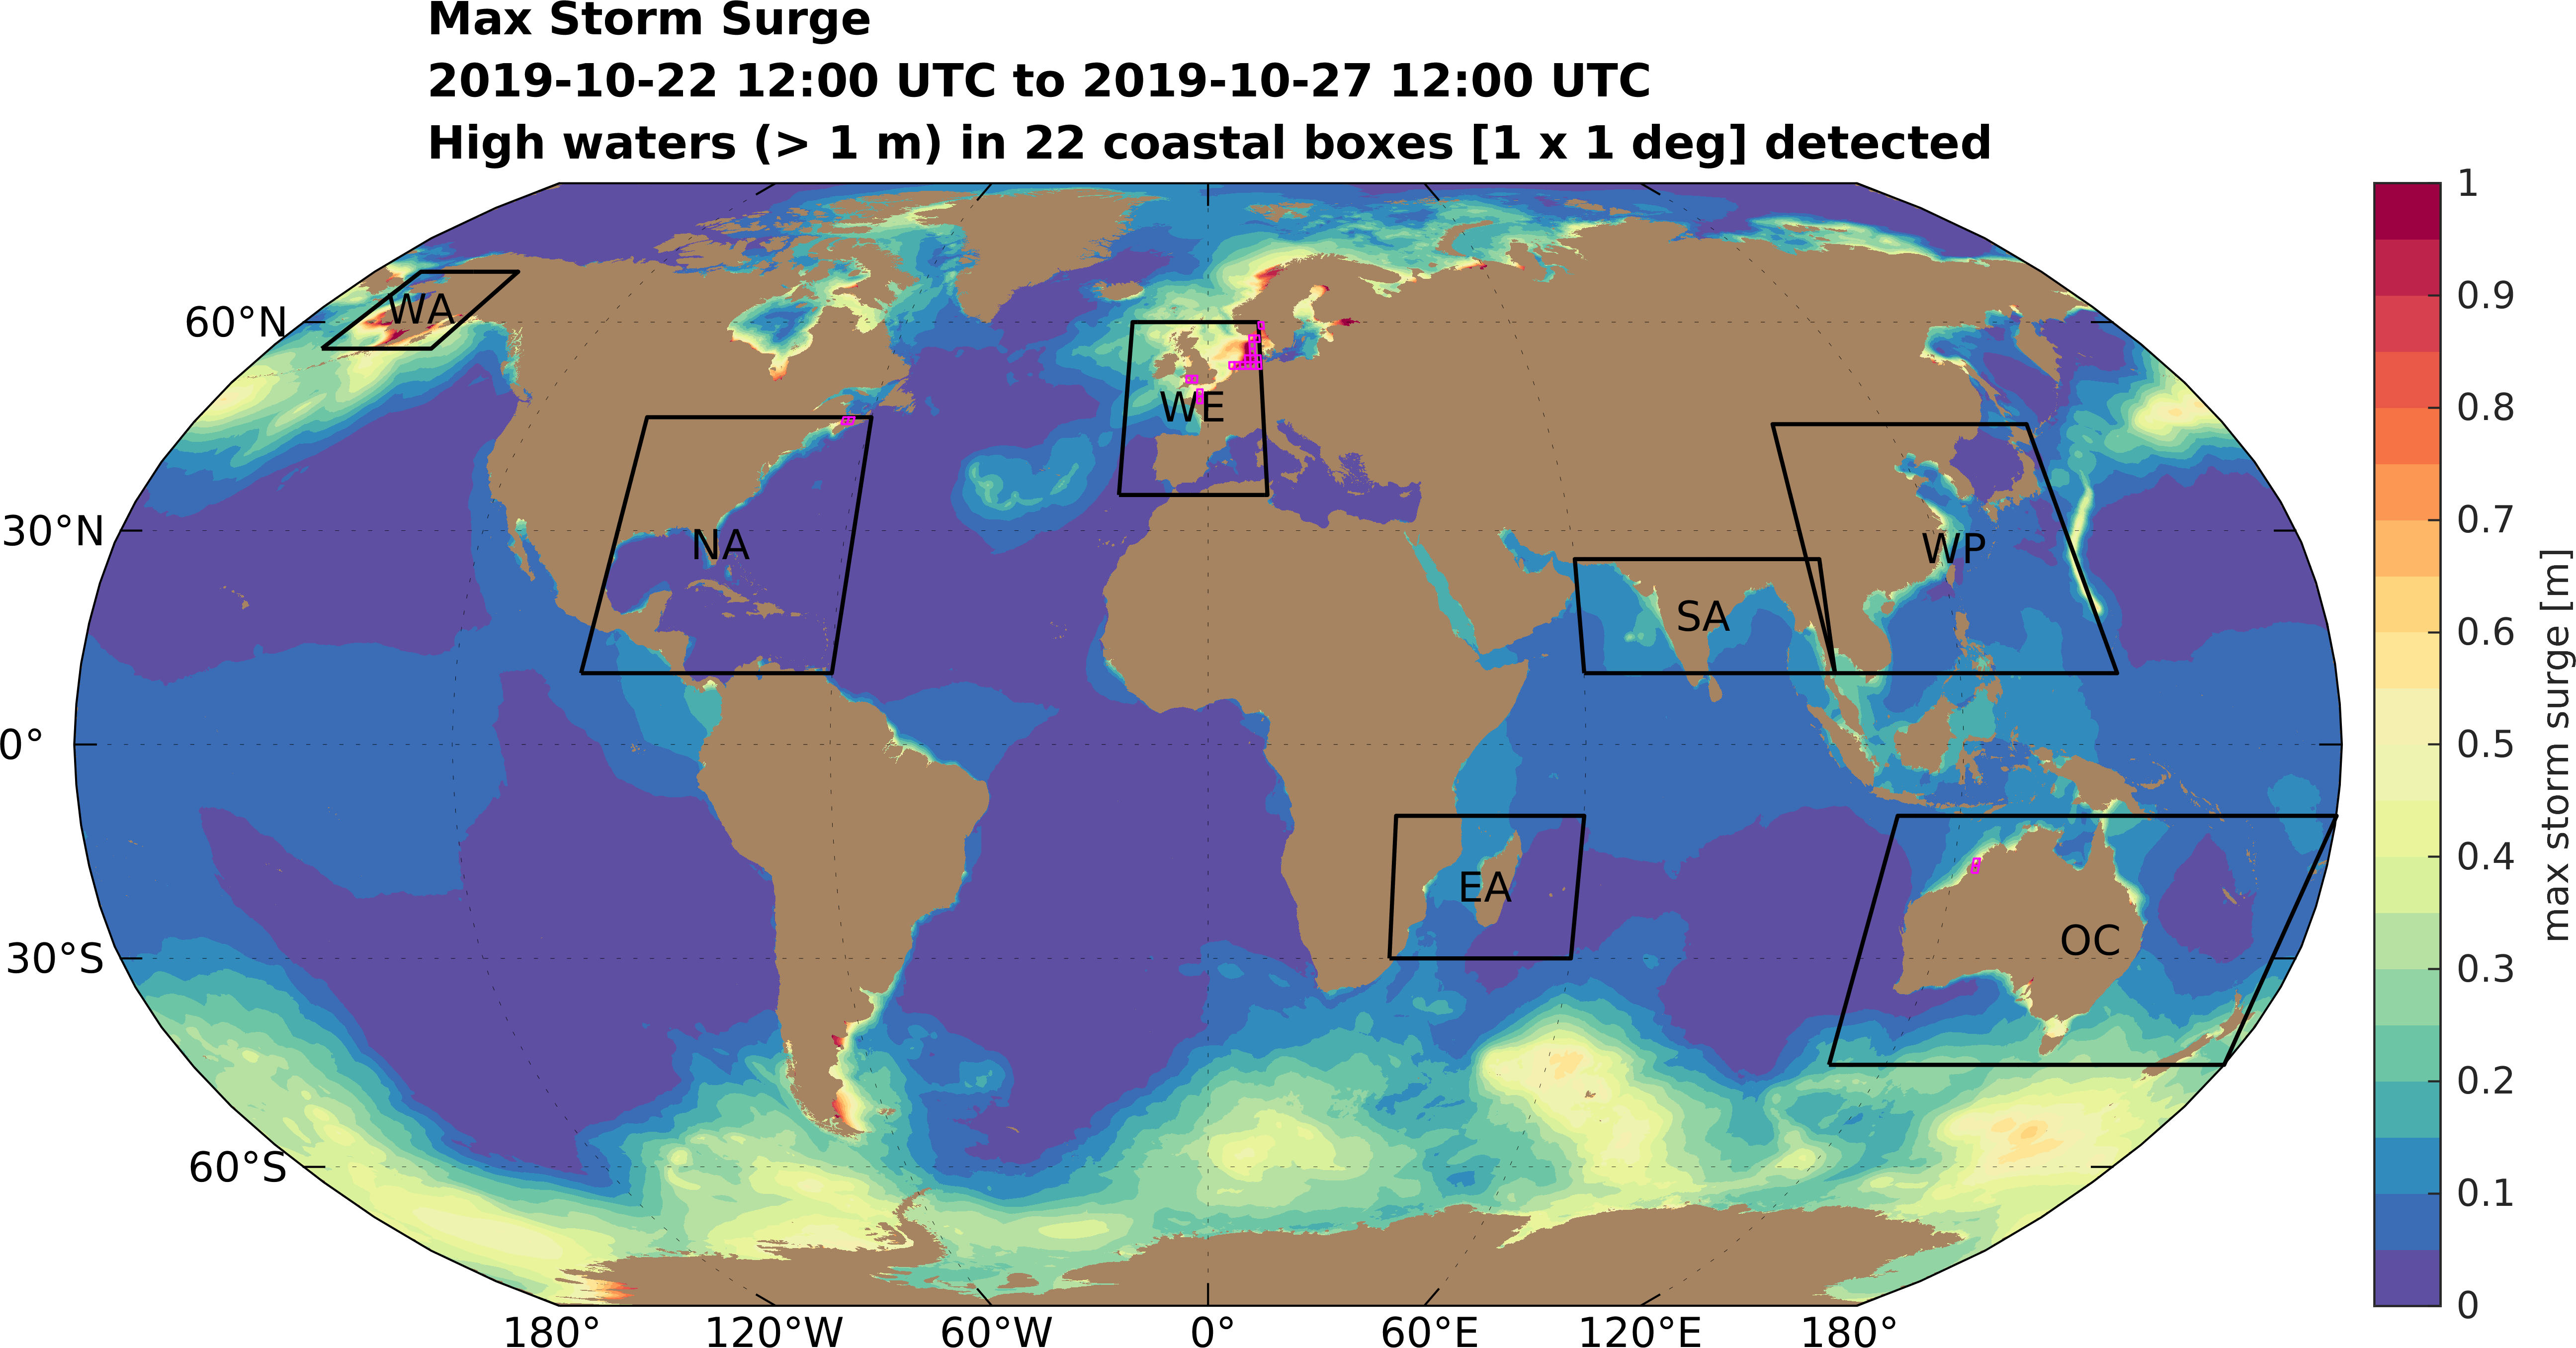 Max Storm Surge
2019-10-22 12:00 UTC to 2019-10-27 12:00 UTC
High waters (> 1 m) in 22 coastal boxes [1 x 1 deg] detected
60°N
30°N
0°
30°S
60°S
WA
NA
WE
SA
WP
EA
OC
180°
120°W
60°W
0°
60°E
120°E
180°
1
0.9
0.8
0.7
0.6
0.5
0.4
0.3
0.2
0.1
0
max storm surge [m]